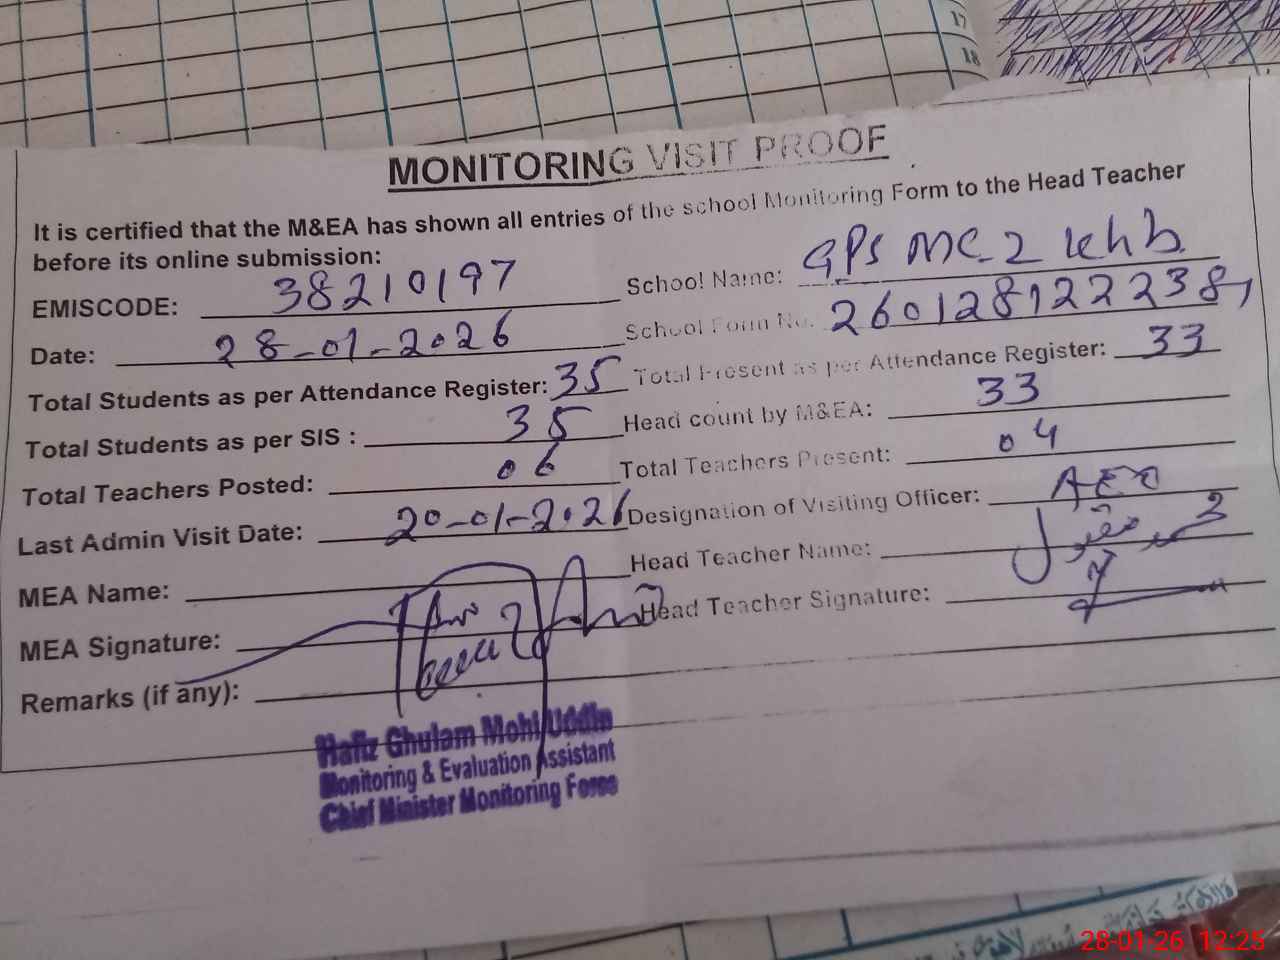 17
18
MONITORING VISIT PROOF
It is certified that the M&EA has shown all entries of the school Monitoring Form to the Head Teacher
before its online submission:
EMISCODE: 38210197 School Name: GPS MC-2 khb
Date: 28-01-2026 School Form No. 260128122238
Total Students as per Attendance Register: 35 Total Present as per Attendance Register: 33
Total Students as per SIS : 35 Head count by M&EA: 33
Total Teachers Posted: 06 Total Teachers Present: 04
Last Admin Visit Date: 20-01-2026 Designation of Visiting Officer: AEO
MEA Name: Head Teacher Name:
MEA Signature: Head Teacher Signature:
Remarks (if any):
Hafiz Ghulam Mohi Uddin
Monitoring & Evaluation Assistant
Chief Minister Monitoring Force
28-01-26 12:25